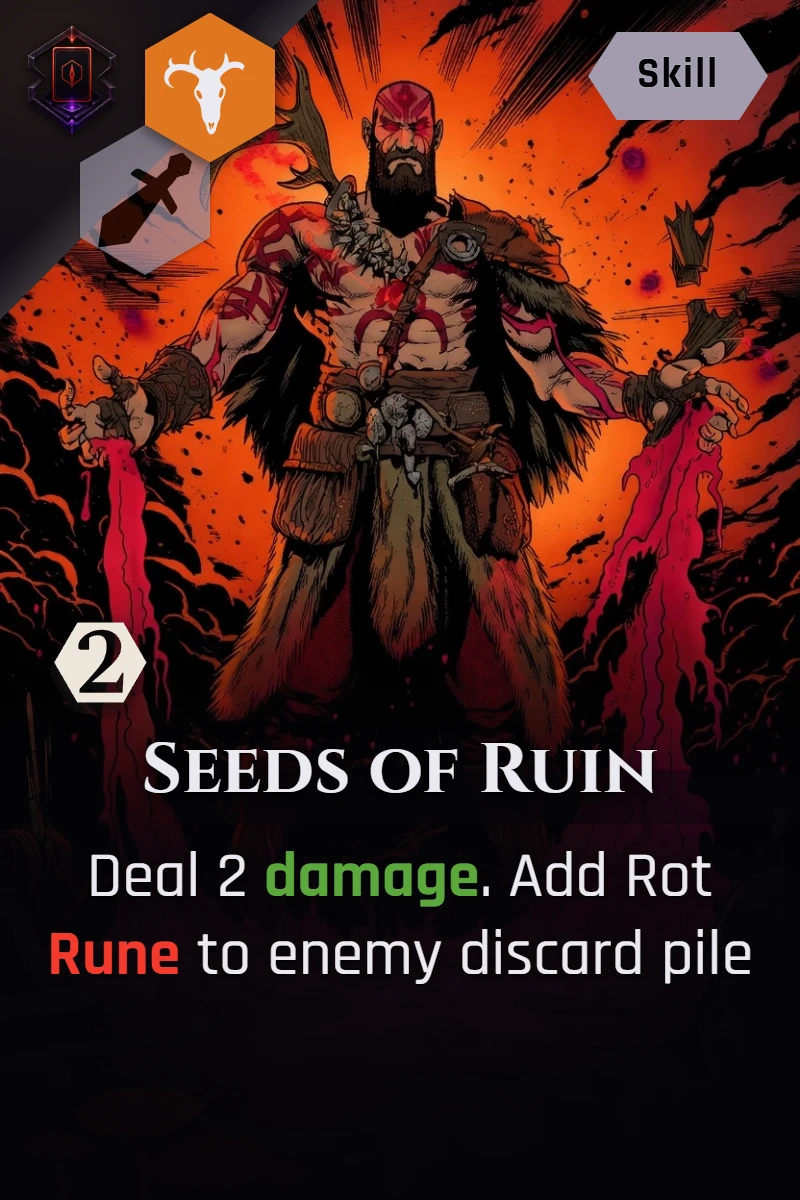 Skill
2
Seeds of Ruin
Deal 2 damage. Add Rot
Rune to enemy discard pile